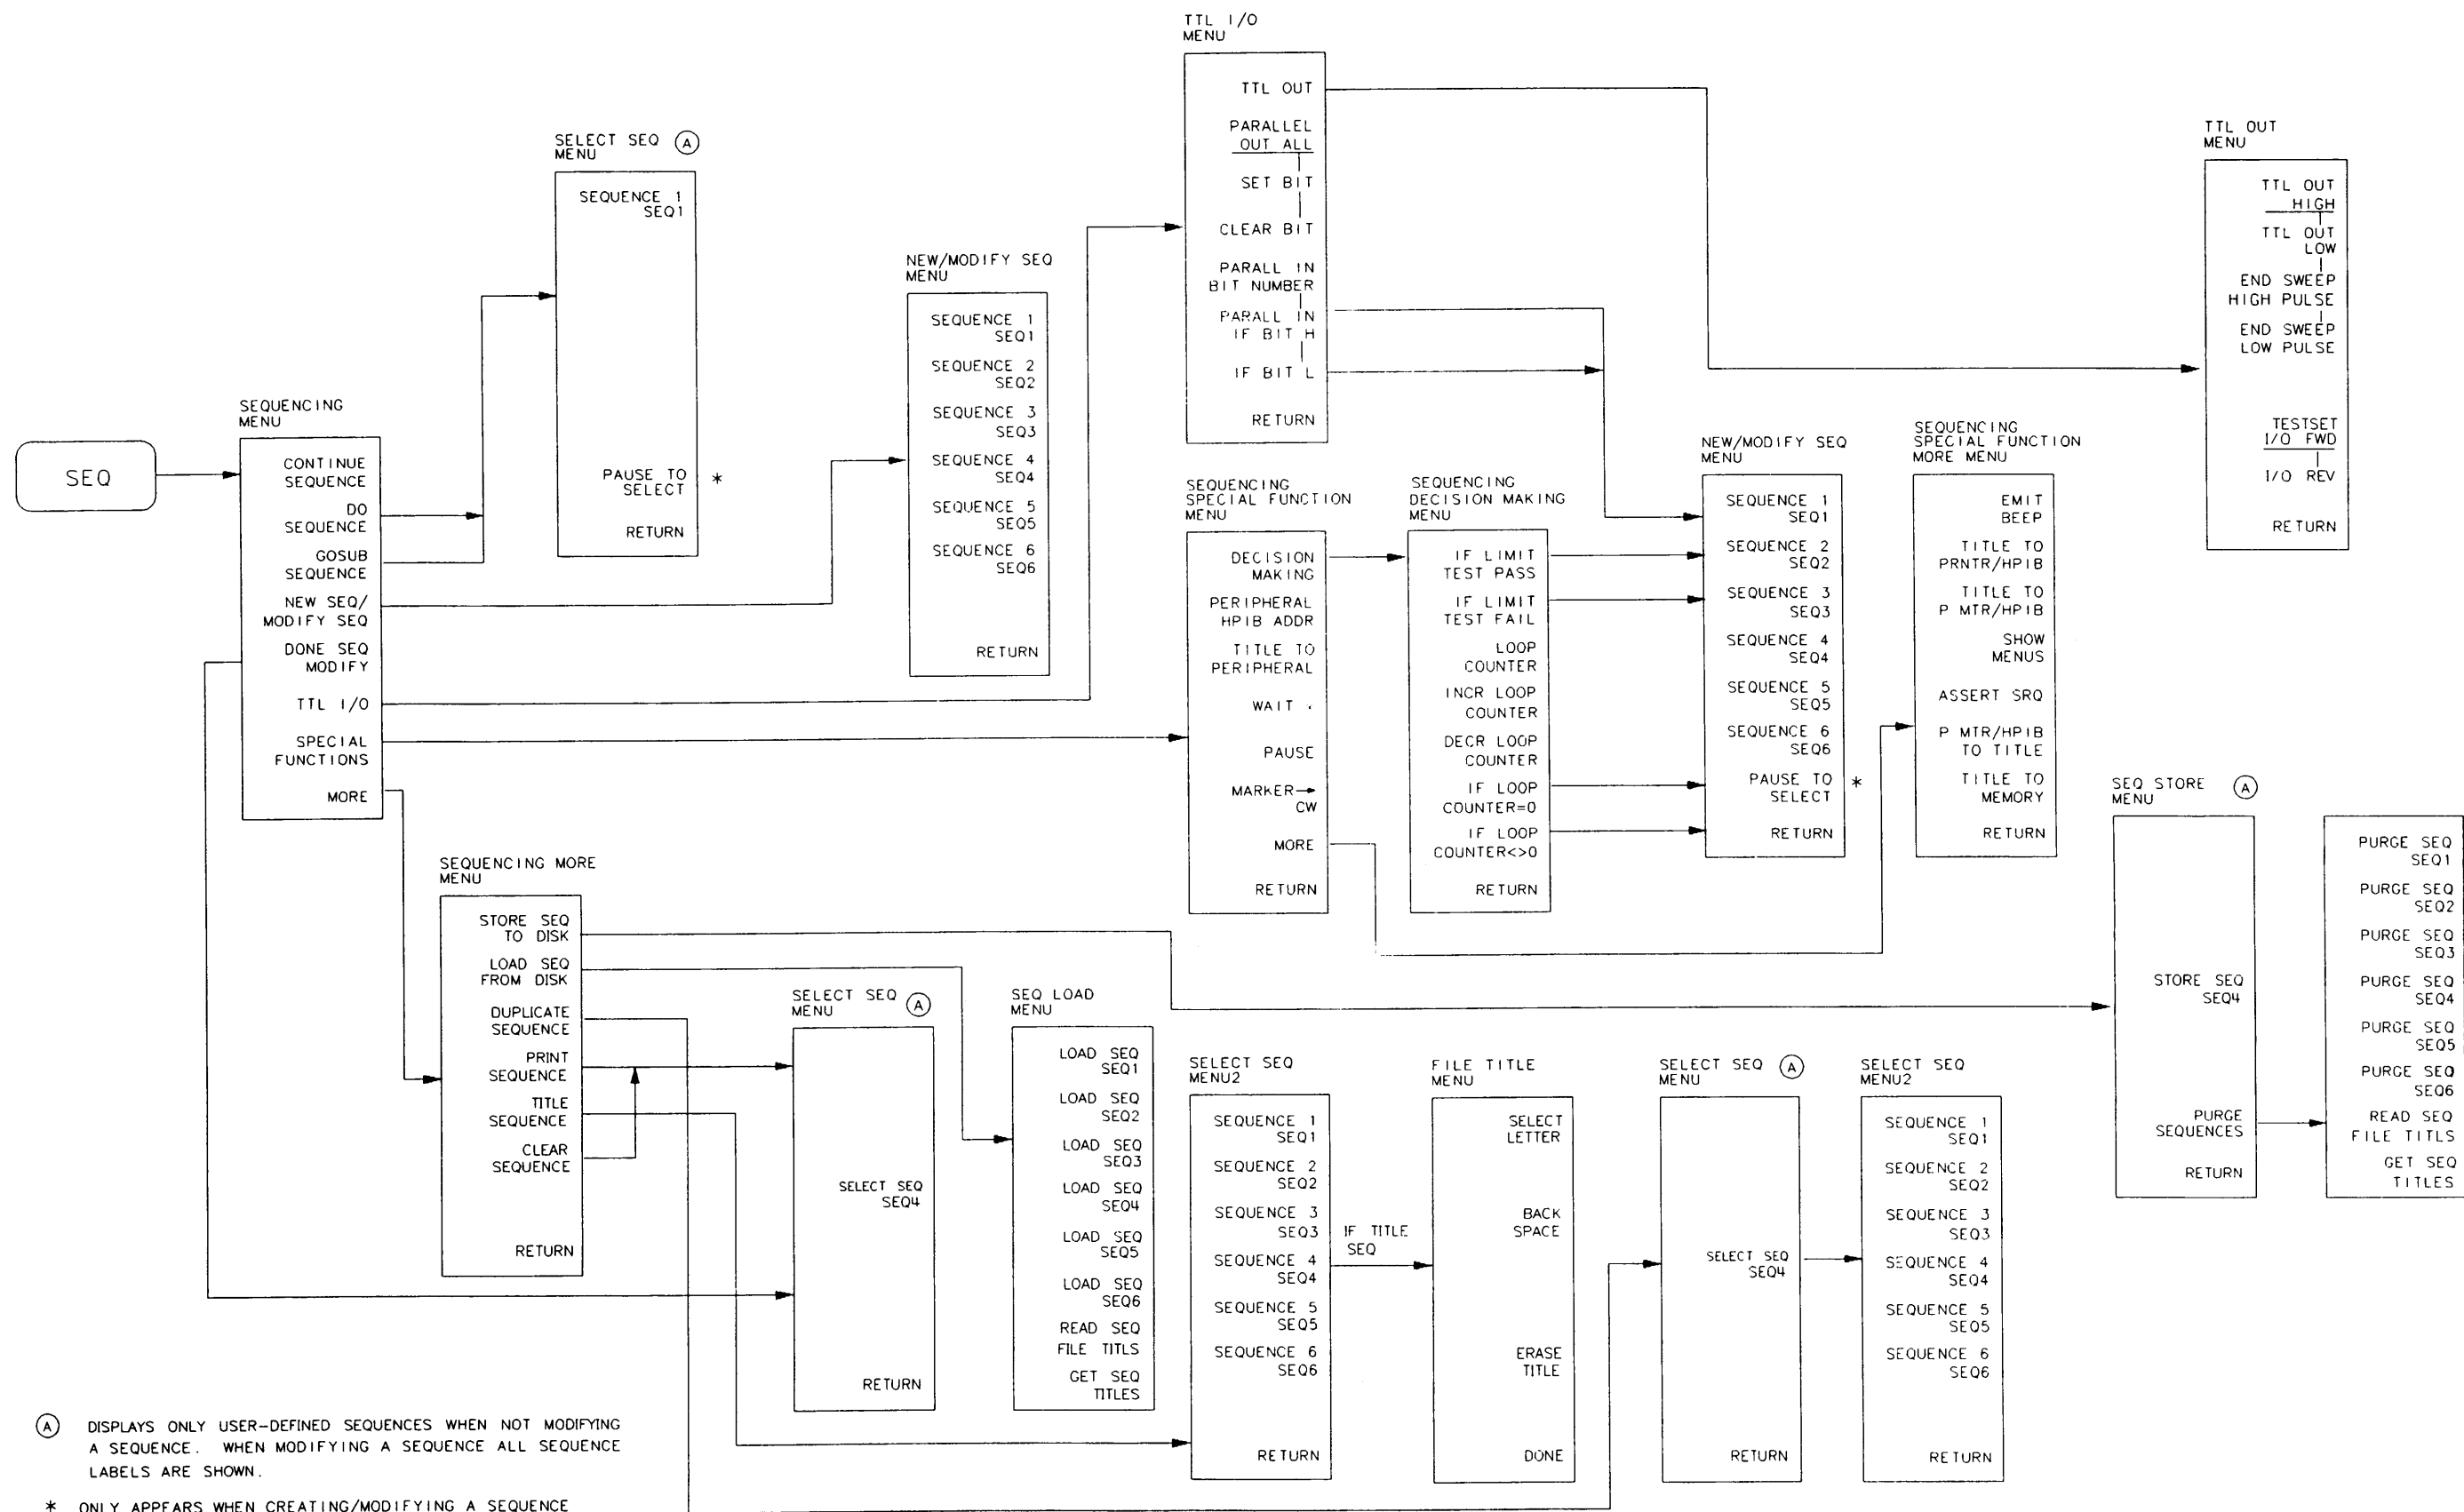 SEQ
SEQUENCING
MENU
CONTINUE
SEQUENCE
DO
SEQUENCE
GOSUB
SEQUENCE
NEW SEQ/
MODIFY SEQ
DONE SEQ
MODIFY
TTL I/O
SPECIAL
FUNCTIONS
MORE
SELECT SEQ A
MENU
SEQUENCE 1
SEQ1
PAUSE TO
SELECT *
RETURN
NEW/MODIFY SEQ
MENU
SEQUENCE 1
SEQ1
SEQUENCE 2
SEQ2
SEQUENCE 3
SEQ3
SEQUENCE 4
SEQ4
SEQUENCE 5
SEQ5
SEQUENCE 6
SEQ6
RETURN
TTL I/O
MENU
TTL OUT
PARALLEL
OUT ALL
SET BIT
CLEAR BIT
PARALL IN
BIT NUMBER
PARALL IN
IF BIT H
IF BIT L
RETURN
TTL OUT
MENU
TTL OUT
HIGH
TTL OUT
LOW
END SWEEP
HIGH PULSE
END SWEEP
LOW PULSE
TESTSET
I/O FWD
I/O REV
RETURN
SEQUENCING
SPECIAL FUNCTION
MENU
DECISION
MAKING
PERIPHERAL
HPIB ADDR
TITLE TO
PERIPHERAL
WAIT x
PAUSE
MARKER→
CW
MORE
RETURN
SEQUENCING
DECISION MAKING
MENU
IF LIMIT
TEST PASS
IF LIMIT
TEST FAIL
LOOP
COUNTER
INCR LOOP
COUNTER
DECR LOOP
COUNTER
IF LOOP
COUNTER=0
IF LOOP
COUNTER<>0
RETURN
NEW/MODIFY SEQ
MENU
SEQUENCE 1
SEQ1
SEQUENCE 2
SEQ2
SEQUENCE 3
SEQ3
SEQUENCE 4
SEQ4
SEQUENCE 5
SEQ5
SEQUENCE 6
SEQ6
PAUSE TO
SELECT *
RETURN
SEQUENCING
SPECIAL FUNCTION
MORE MENU
EMIT
BEEP
TITLE TO
PRNTR/HPIB
TITLE TO
P MTR/HPIB
SHOW
MENUS
ASSERT SRQ
P MTR/HPIB
TO TITLE
TITLE TO
MEMORY
RETURN
SEQUENCING MORE
MENU
STORE SEQ
TO DISK
LOAD SEQ
FROM DISK
DUPLICATE
SEQUENCE
PRINT
SEQUENCE
TITLE
SEQUENCE
CLEAR
SEQUENCE
RETURN
SELECT SEQ A
MENU
SELECT SEQ
SEQ4
RETURN
SEQ LOAD
MENU
LOAD SEQ
SEQ1
LOAD SEQ
SEQ2
LOAD SEQ
SEQ3
LOAD SEQ
SEQ4
LOAD SEQ
SEQ5
LOAD SEQ
SEQ6
READ SEQ
FILE TITLS
GET SEQ
TITLES
SELECT SEQ
MENU2
SEQUENCE 1
SEQ1
SEQUENCE 2
SEQ2
SEQUENCE 3
SEQ3
SEQUENCE 4
SEQ4
SEQUENCE 5
SEQ5
SEQUENCE 6
SEQ6
RETURN
IF TITLE
SEQ
FILE TITLE
MENU
SELECT
LETTER
BACK
SPACE
ERASE
TITLE
DONE
SELECT SEQ A
MENU
SELECT SEQ
SEQ4
RETURN
SELECT SEQ
MENU2
SEQUENCE 1
SEQ1
SEQUENCE 2
SEQ2
SEQUENCE 3
SEQ3
SEQUENCE 4
SEQ4
SEQUENCE 5
SEQ5
SEQUENCE 6
SEQ6
RETURN
SEQ STORE A
MENU
STORE SEQ
SEQ4
PURGE
SEQUENCES
RETURN
PURGE SEQ
SEQ1
PURGE SEQ
SEQ2
PURGE SEQ
SEQ3
PURGE SEQ
SEQ4
PURGE SEQ
SEQ5
PURGE SEQ
SEQ6
READ SEQ
FILE TITLS
GET SEQ
TITLES
A DISPLAYS ONLY USER-DEFINED SEQUENCES WHEN NOT MODIFYING
A SEQUENCE. WHEN MODIFYING A SEQUENCE ALL SEQUENCE
LABELS ARE SHOWN.
* ONLY APPEARS WHEN CREATING/MODIFYING A SEQUENCE